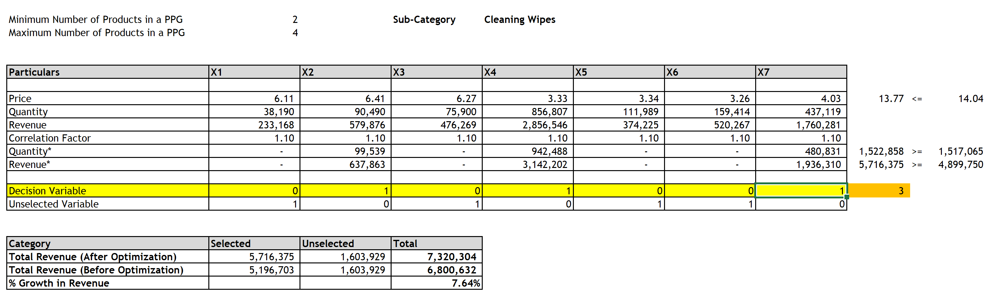 Minimum Number of Products in a PPG 2 Sub-Category Cleaning Wipes
Maximum Number of Products in a PPG 4
Particulars X1 X2 X3 X4 X5 X6 X7
Price 6.11 6.41 6.27 3.33 3.34 3.26 4.03 13.77 <= 14.04
Quantity 38,190 90,490 75,900 856,807 111,989 159,414 437,119
Revenue 233,168 579,876 476,269 2,856,546 374,225 520,267 1,760,281
Correlation Factor 1.10 1.10 1.10 1.10 1.10 1.10 1.10
Quantity* - 99,539 - 942,488 - - 480,831 1,522,858 >= 1,517,065
Revenue* - 637,863 - 3,142,202 - - 1,936,310 5,716,375 >= 4,899,750
Decision Variable 0 1 0 1 0 0 1 3
Unselected Variable 1 0 1 0 1 1 0
Category Selected Unselected Total
Total Revenue (After Optimization) 5,716,375 1,603,929 7,320,304
Total Revenue (Before Optimization) 5,196,703 1,603,929 6,800,632
% Growth in Revenue 7.64%